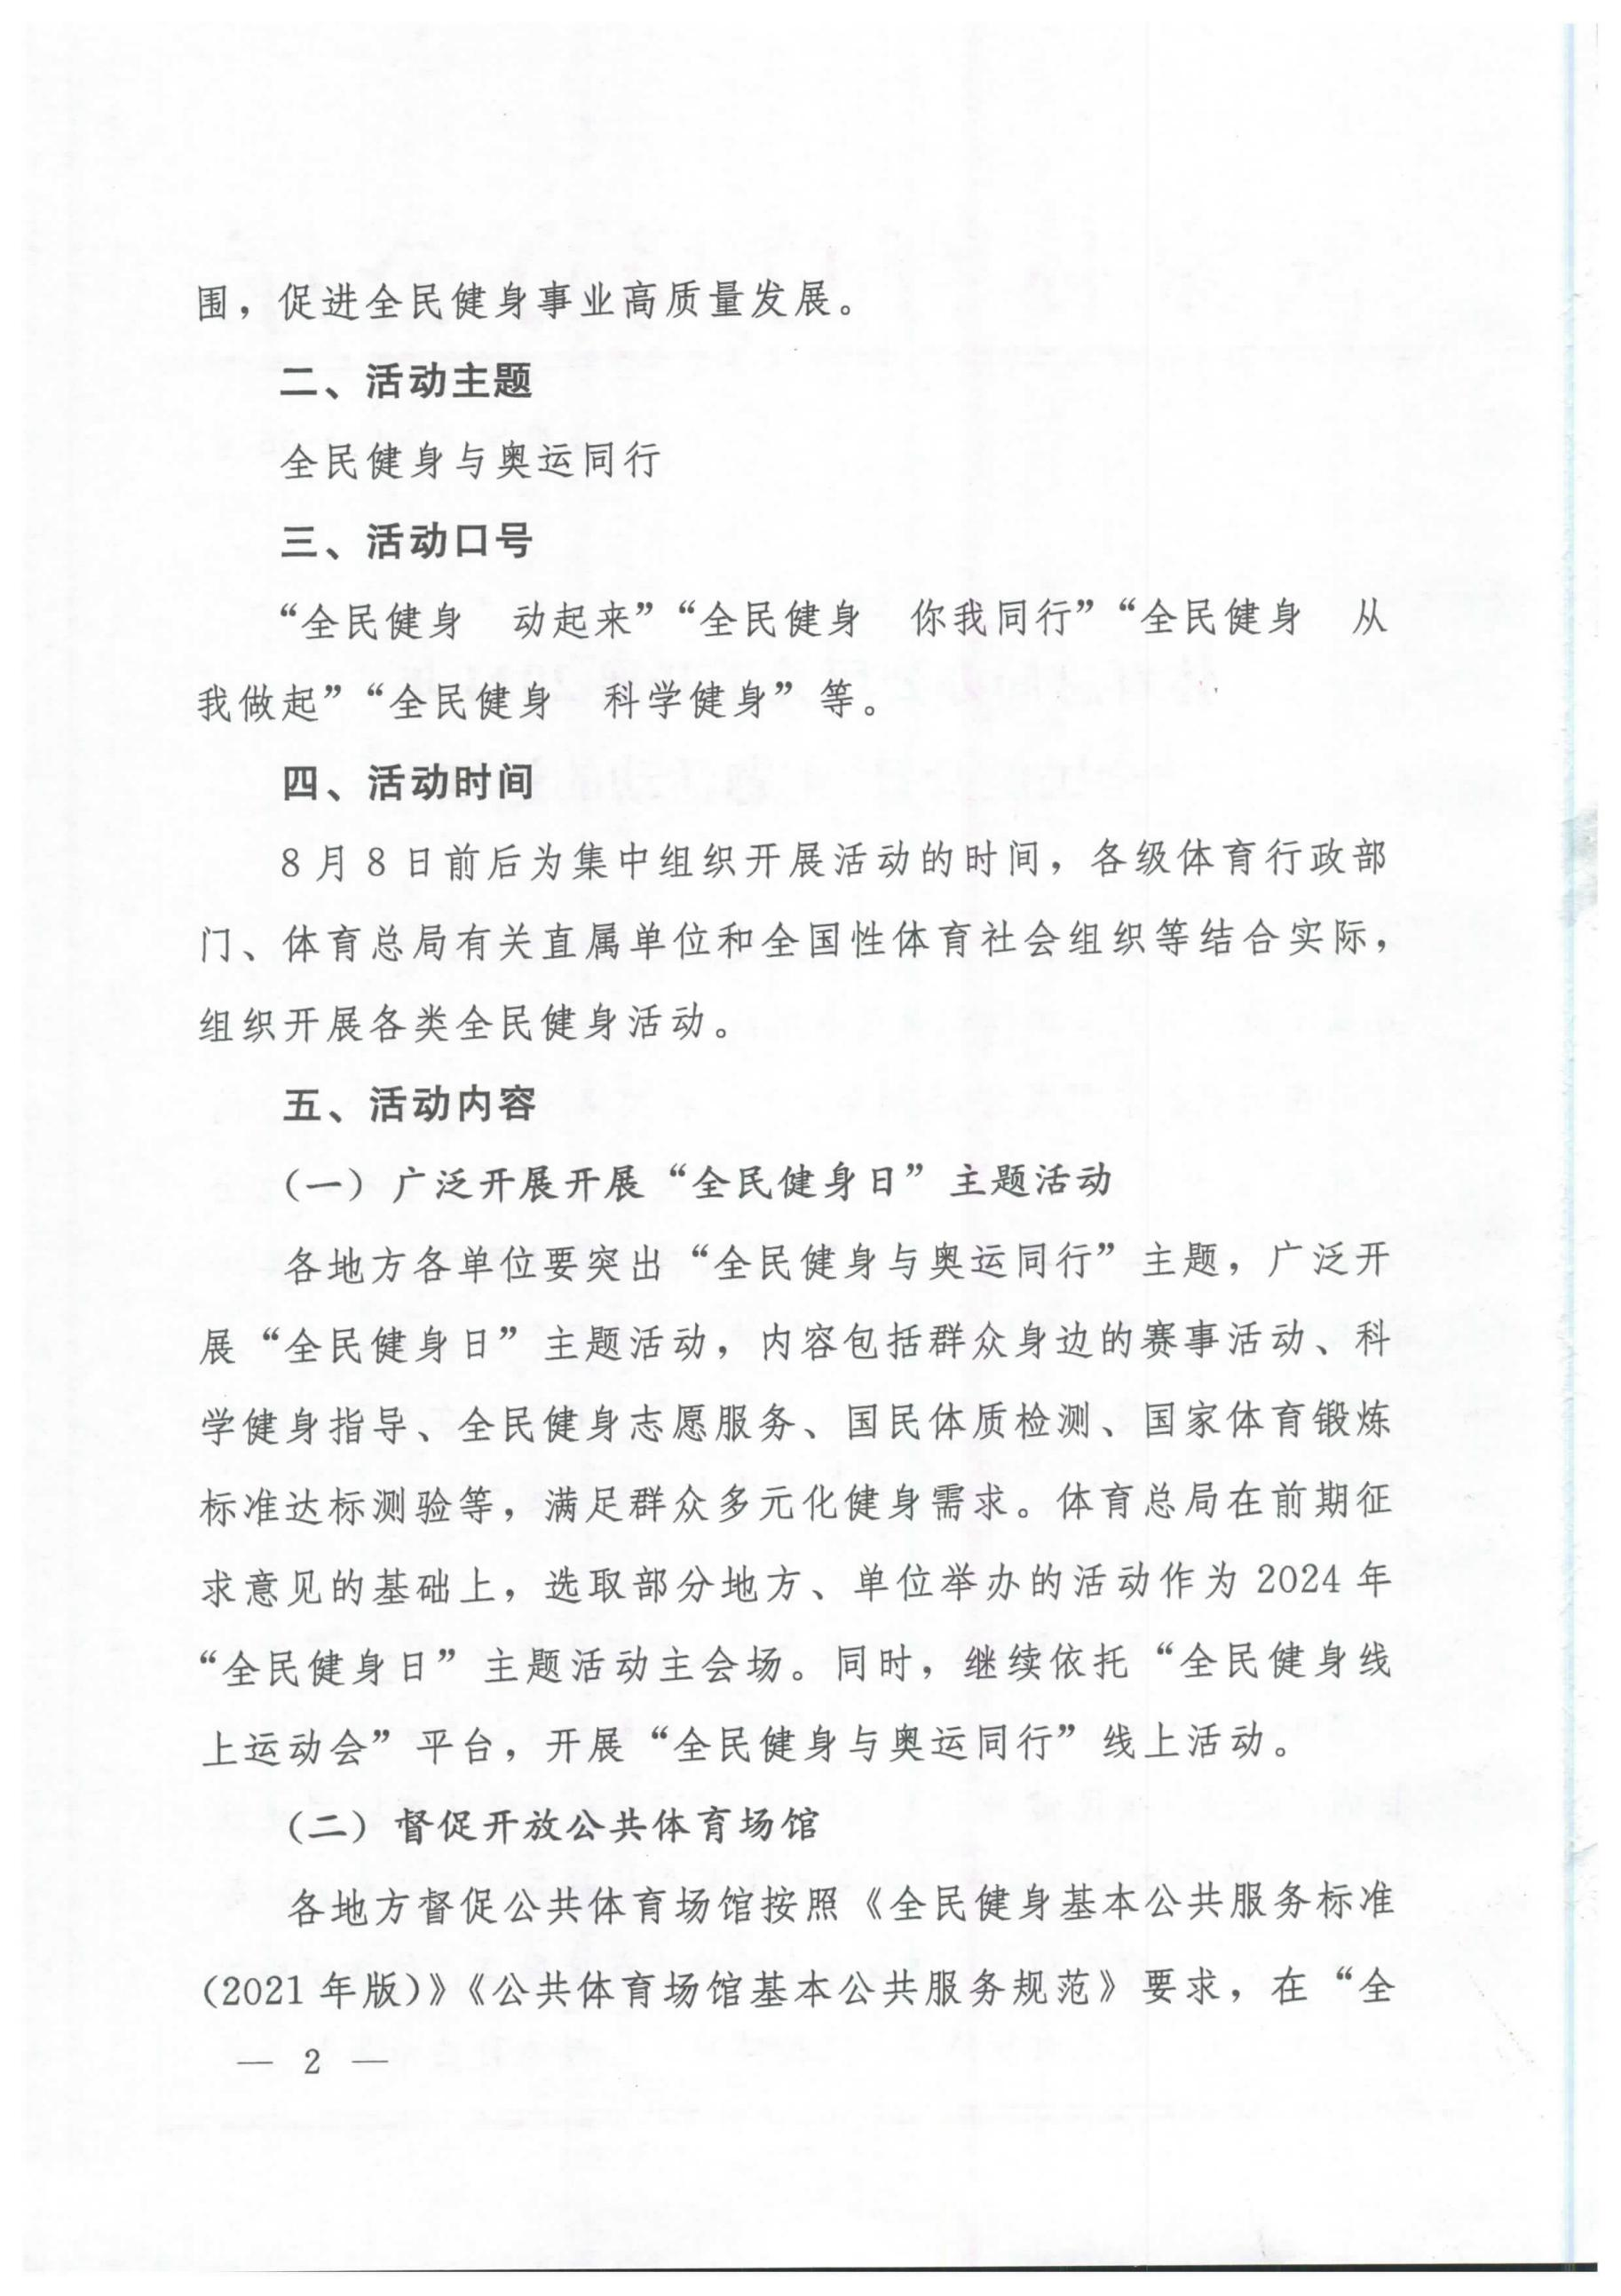 围，促进全民健身事业高质量发展。
二、活动主题
全民健身与奥运同行
三、活动口号
“全民健身　动起来”“全民健身　你我同行”“全民健身　从
我做起”“全民健身　科学健身”等。
四、活动时间
8月8日前后为集中组织开展活动的时间，各级体育行政部
门、体育总局有关直属单位和全国性体育社会组织等结合实际，
组织开展各类全民健身活动。
五、活动内容
（一）广泛开展开展“全民健身日”主题活动
各地方各单位要突出“全民健身与奥运同行”主题，广泛开
展“全民健身日”主题活动，内容包括群众身边的赛事活动、科
学健身指导、全民健身志愿服务、国民体质检测、国家体育锻炼
标准达标测验等，满足群众多元化健身需求。体育总局在前期征
求意见的基础上，选取部分地方、单位举办的活动作为2024年
“全民健身日”主题活动主会场。同时，继续依托“全民健身线
上运动会”平台，开展“全民健身与奥运同行”线上活动。
（二）督促开放公共体育场馆
各地方督促公共体育场馆按照《全民健身基本公共服务标准
（2021年版）》《公共体育场馆基本公共服务规范》要求，在“全
— 2 —